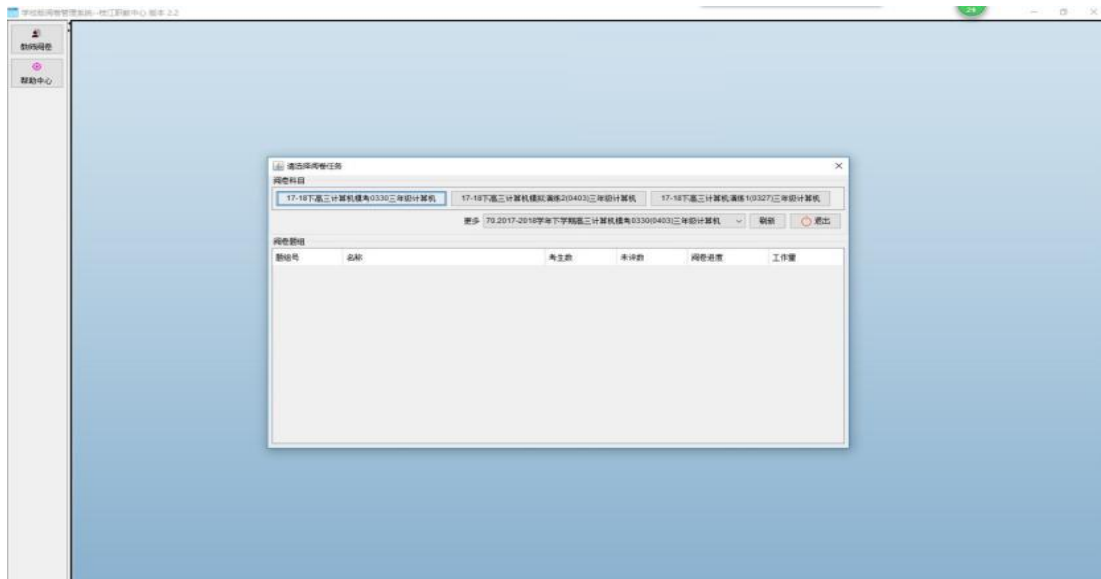 学校版阅卷管理系统--枝江职教中心 版本 2.2
24
教师阅卷
帮助中心
请选择阅卷任务
阅卷科目
17-18下高三计算机模考0330三年级计算机
17-18下高三计算机模拟演练2(0403)三年级计算机
17-18下高三计算机演练1(0327)三年级计算机
更多 70.2017-2018学年下学期高三计算机模考0330(0403)三年级计算机 刷新 退出
阅卷题组
题组号 名称 考生数 未评数 阅卷进度 工作量